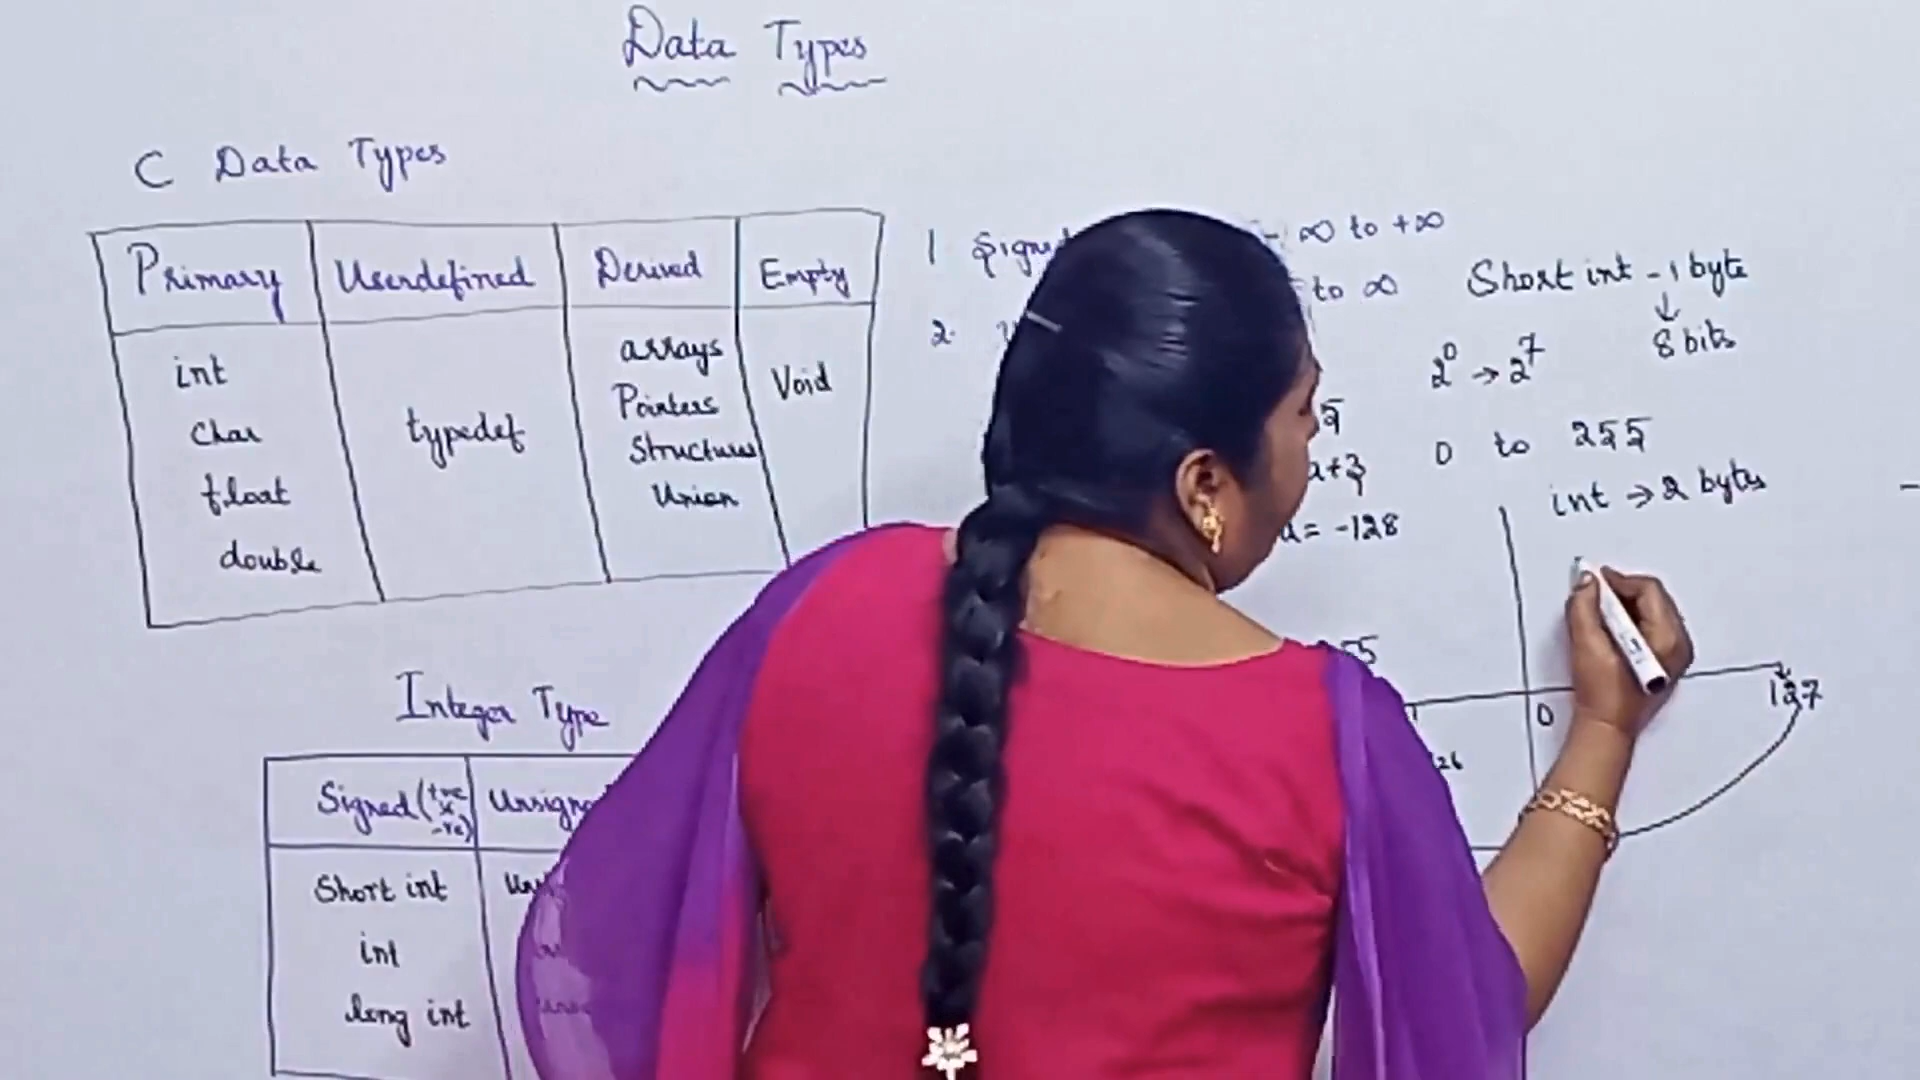 Data Types
C Data Types
Primary Userdefined Derived Empty
int
char
float
double
typedef
arrays
Pointers
Structures
Union
Void
Integer Type
Signed (+ve & -ve)
Short int
int
long int
1 - ∞ to +∞
2. to ∞
a+3
a = -128
Short int - 1 byte
↓
8 bits
2⁰ → 2⁷
0 to 255
int → 2 bytes
0 127